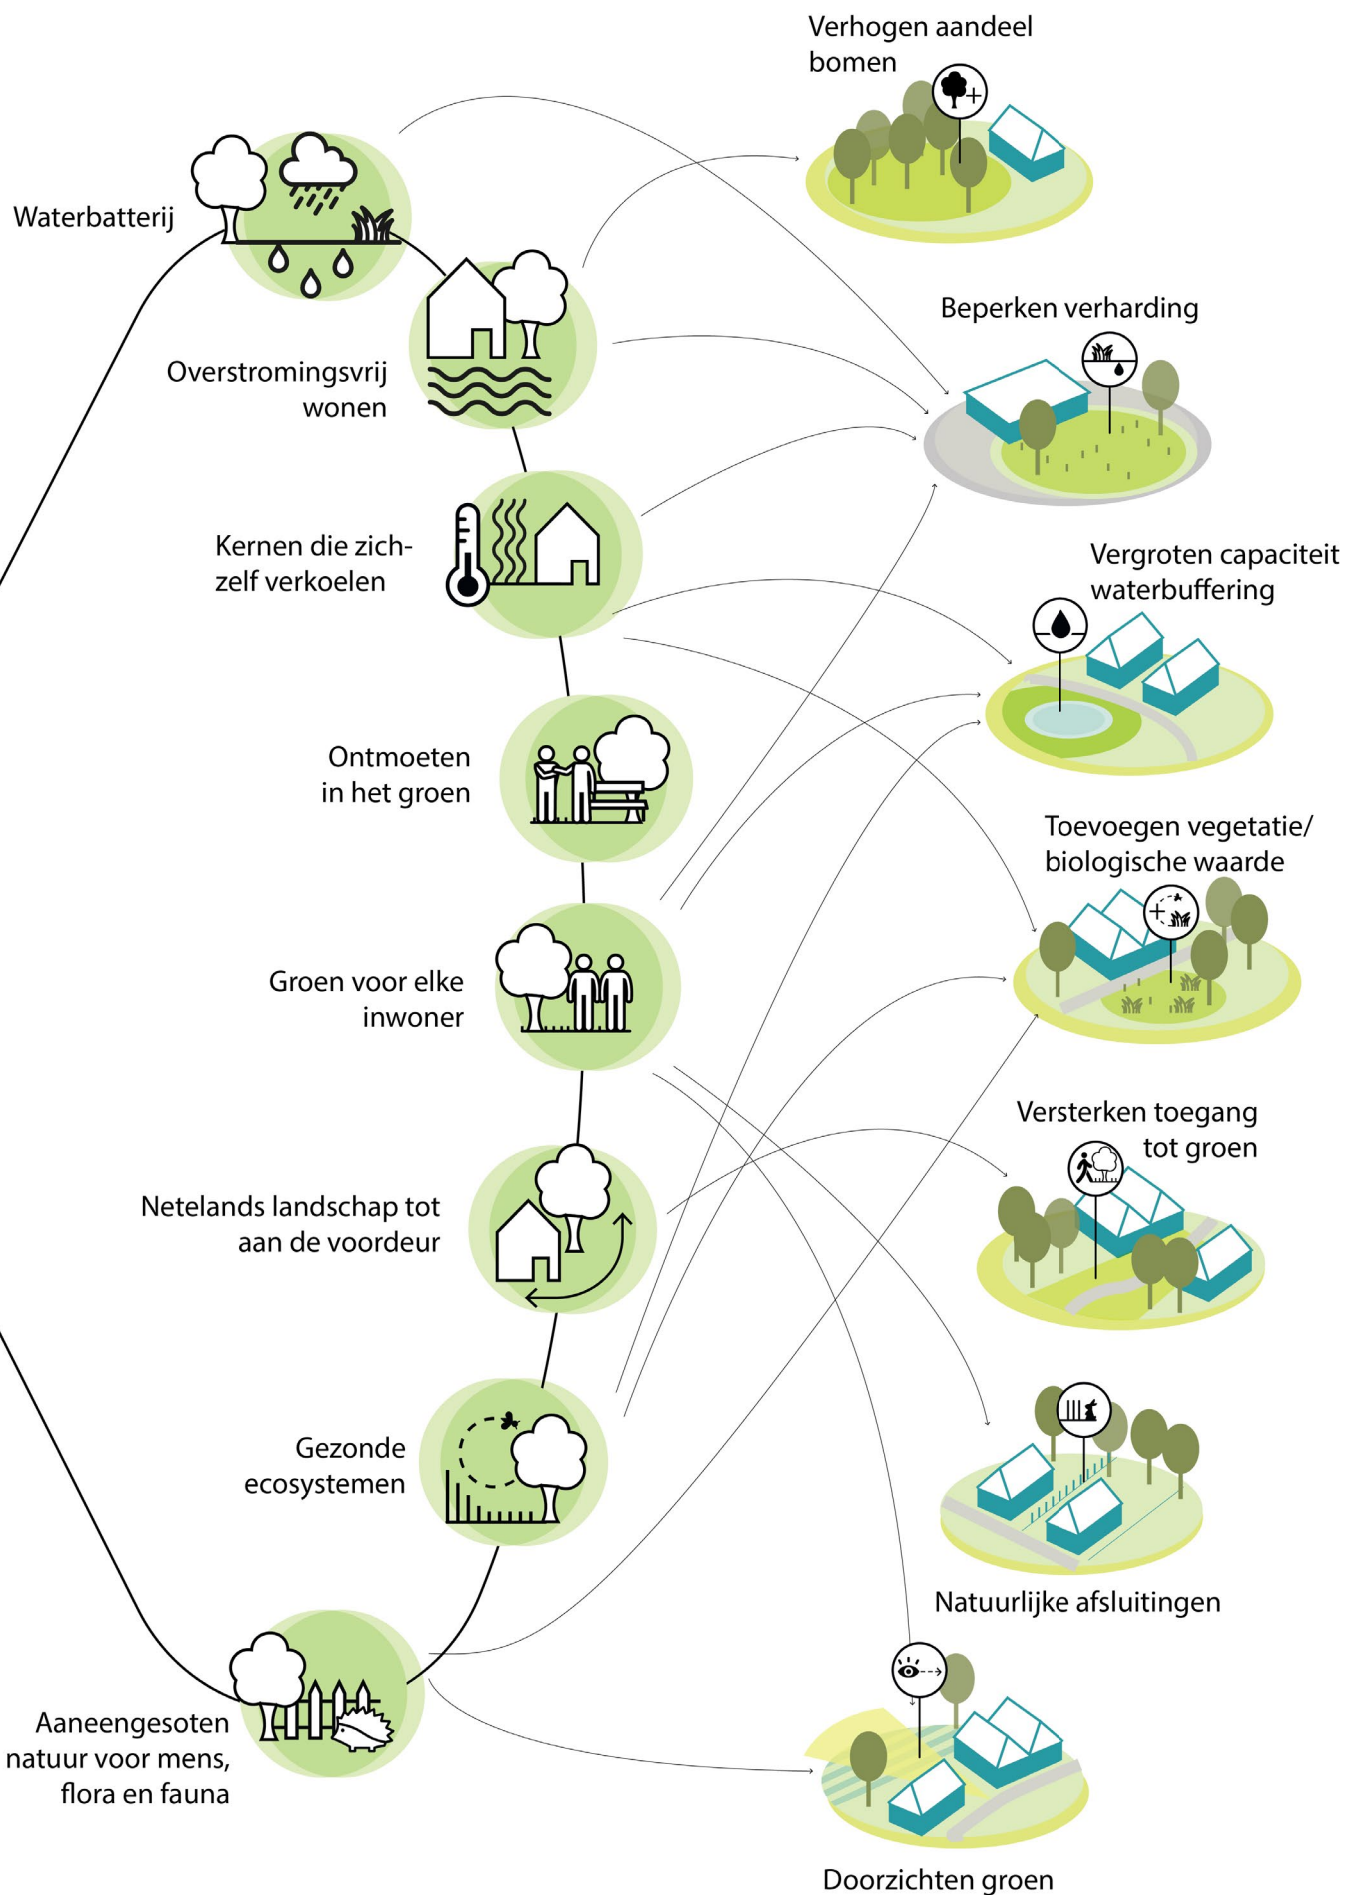 Verhogen aandeel
bomen
Waterbatterij
Beperken verharding
Overstromingsvrij
wonen
Kernen die zich-
zelf verkoelen
Vergroten capaciteit
waterbuffering
Ontmoeten
in het groen
Toevoegen vegetatie/
biologische waarde
Groen voor elke
inwoner
Versterken toegang
tot groen
Netelands landschap tot
aan de voordeur
Gezonde
ecosystemen
Natuurlijke afsluitingen
Aaneengesoten
natuur voor mens,
flora en fauna
Doorzichten groen